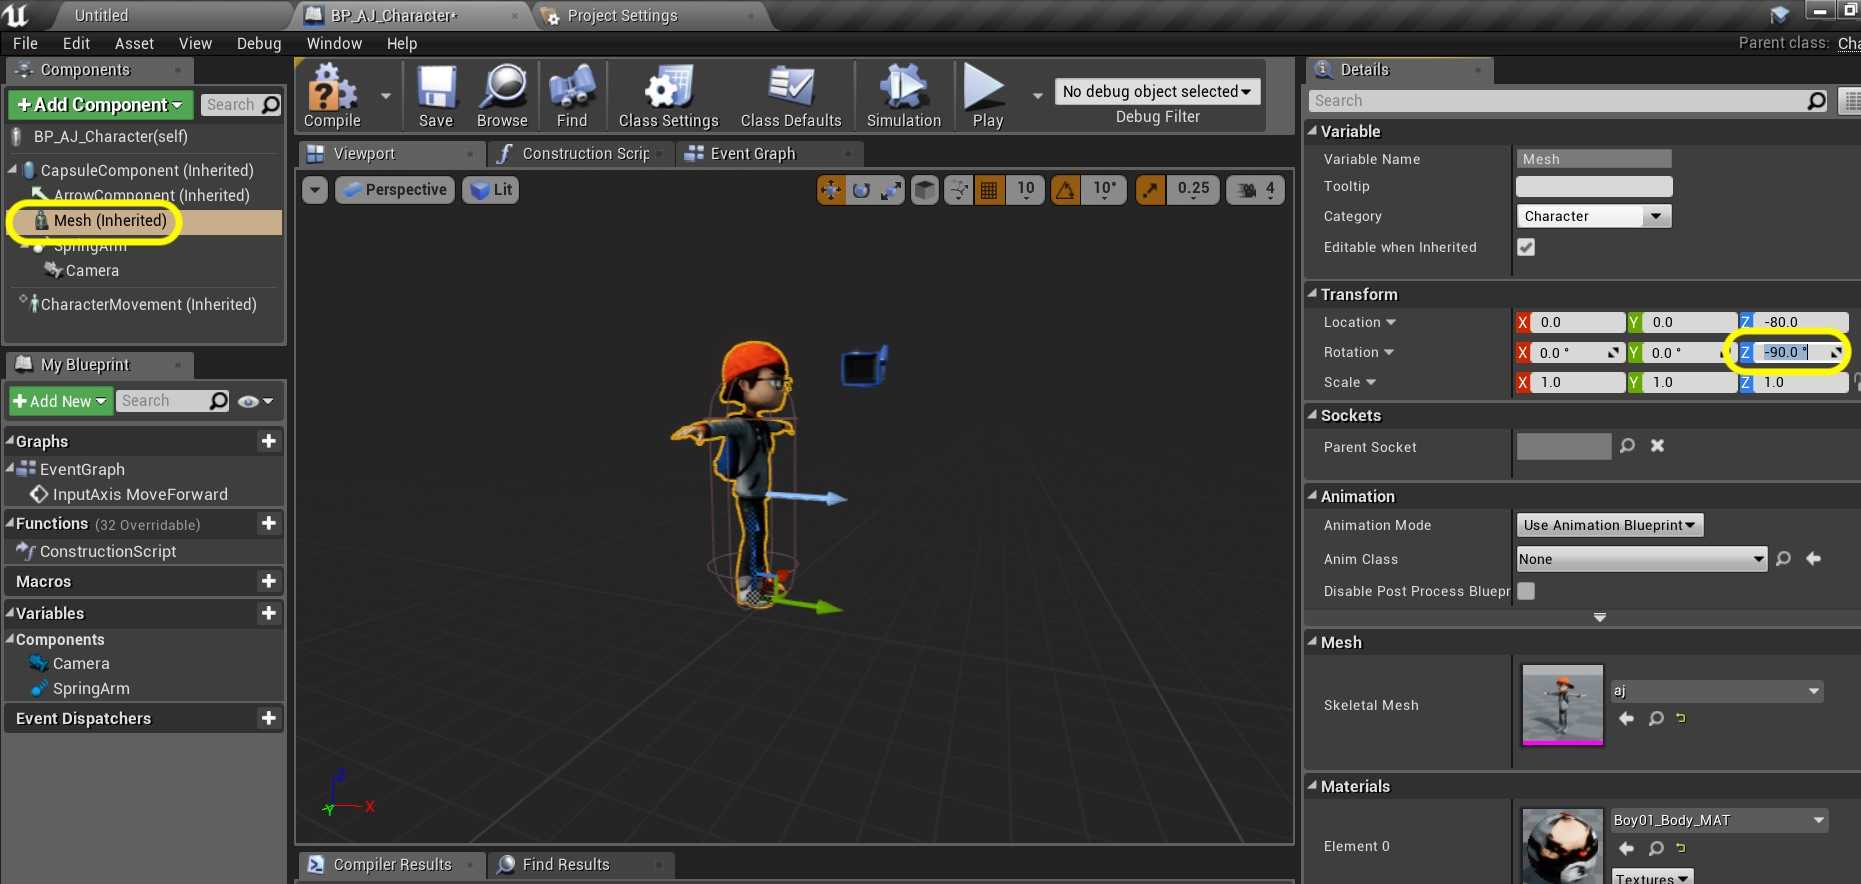 Untitled
BP_AJ_Character*
Project Settings
File Edit Asset View Debug Window Help
Parent class:
Components
+Add Component
Search
BP_AJ_Character(self)
CapsuleComponent (Inherited)
ArrowComponent (Inherited)
Mesh (Inherited)
SpringArm
Camera
CharacterMovement (Inherited)
My Blueprint
+Add New
Search
Graphs
EventGraph
InputAxis MoveForward
Functions (32 Overridable)
ConstructionScript
Macros
Variables
Components
Camera
SpringArm
Event Dispatchers
Compile
Save
Browse
Find
Class Settings
Class Defaults
Simulation
Play
No debug object selected
Debug Filter
Viewport
Construction Scrip
Event Graph
Perspective
Lit
10
10°
0.25
4
Z
Y
X
Compiler Results
Find Results
Details
Search
Variable
Variable Name Mesh
Tooltip
Category Character
Editable when Inherited
Transform
Location X 0.0 Y 0.0 Z -80.0
Rotation X 0.0 ° Y 0.0 ° Z -90.0 °
Scale X 1.0 Y 1.0 Z 1.0
Sockets
Parent Socket
Animation
Animation Mode Use Animation Blueprint
Anim Class None
Disable Post Process Bluepr
Mesh
Skeletal Mesh aj
Materials
Element 0 Boy01_Body_MAT
Textures